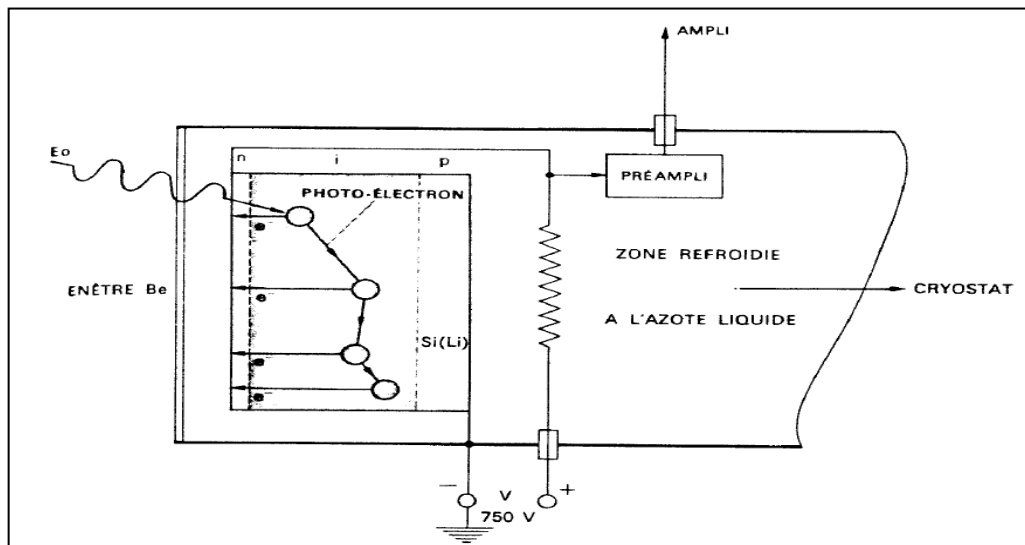 AMPLI
Eo
n i p
PRÉAMPLI
PHOTO-ÉLECTRON
e⁻
ZONE REFROIDIE
ENÊTRE Be
e⁻
CRYOSTAT
A L'AZOTE LIQUIDE
Si(Li)
e⁻
e⁻
− V +
750 V